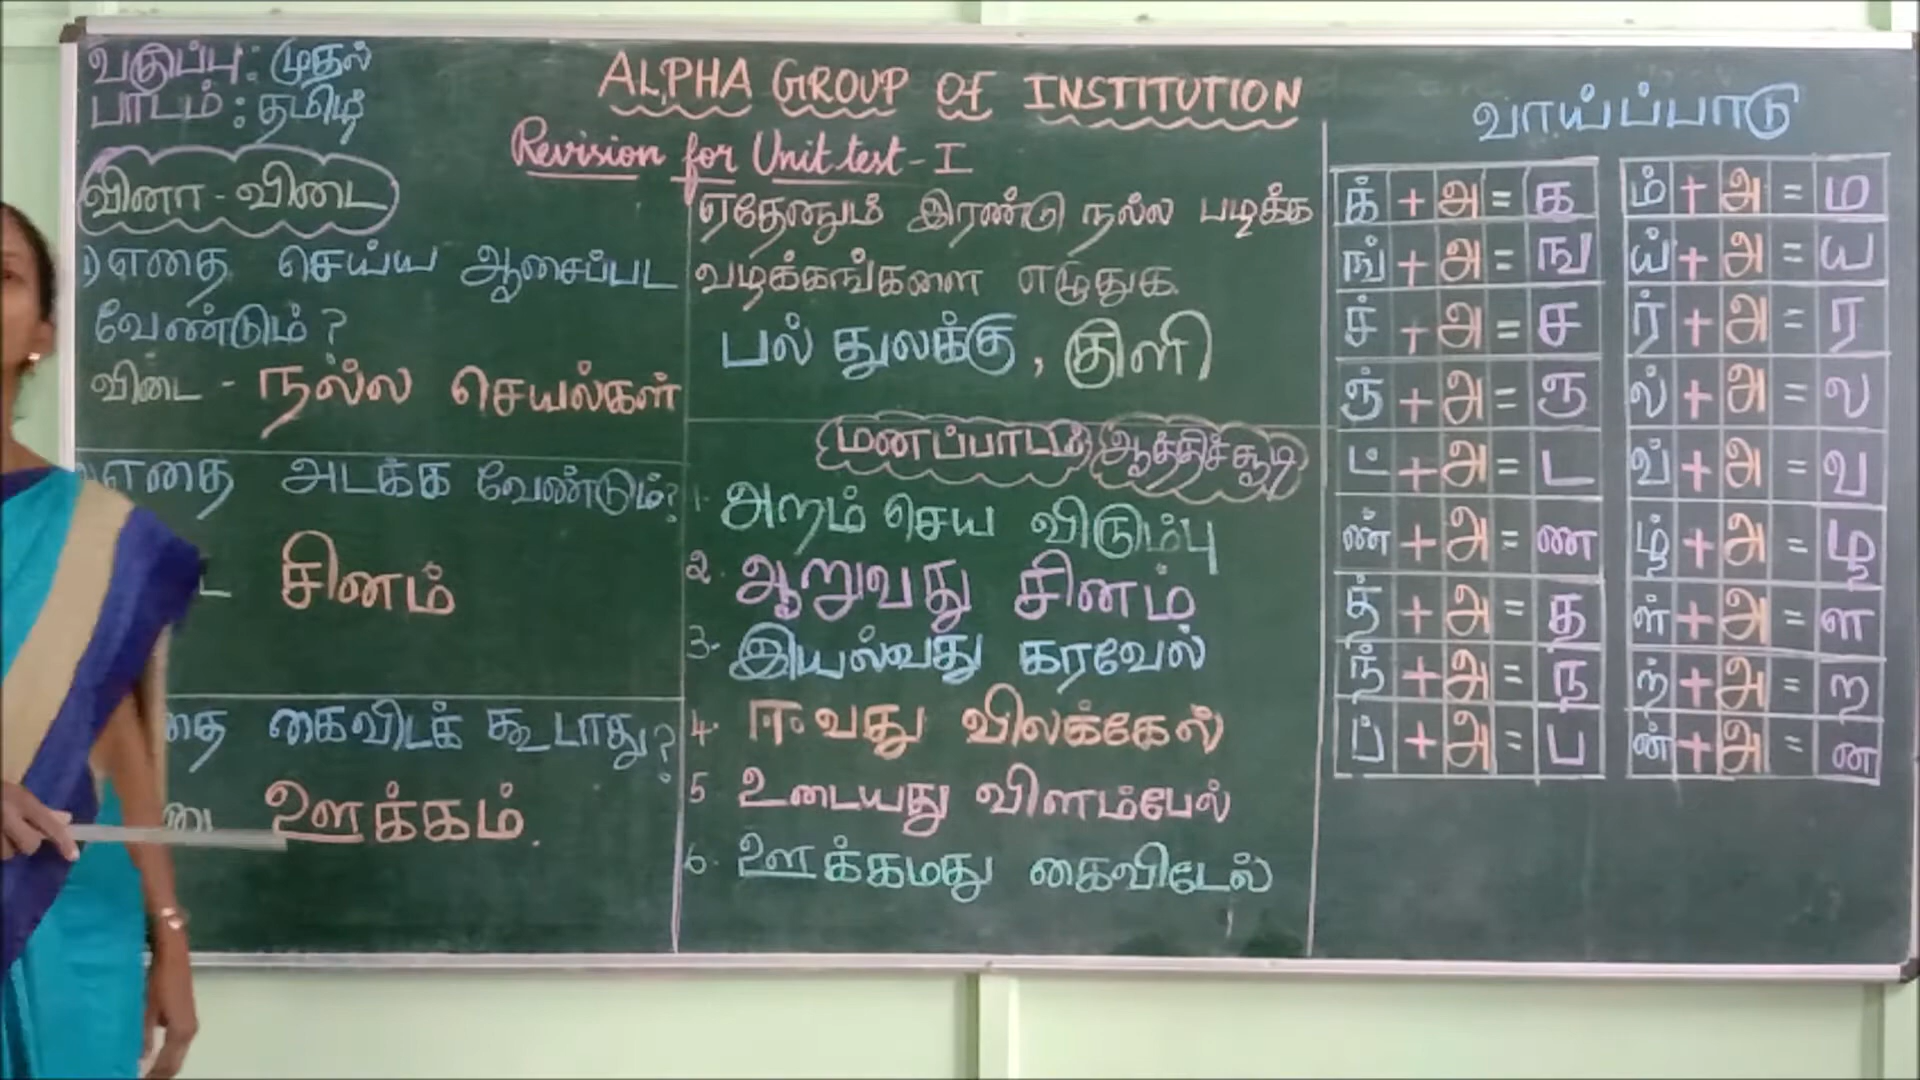 வகுப்பு: முதல்
பாடம்: தமிழ்
ALPHA GROUP OF INSTITUTION
Revision for Unit test - I
வினா - விடை
1) எதை செய்ய ஆசைப்பட
வேண்டும்?
விடை - நல்ல செயல்கள்
எதை அடக்க வேண்டும்?
சினம்
தை கைவிடக் கூடாது?
டை ஊக்கம்.
ஏதேனும் இரண்டு நல்ல படிக்க
வழக்கங்களை எழுதுக.
பல் துலக்கு, குளி
மனப்பாடம் ஆத்திச்சூடி
1. அறம் செய விரும்பு
2. ஆறுவது சினம்
3. இயல்வது கரவேல்
4. ஈவது விலக்கேல்
5 உடையது விளம்பேல்
6. ஊக்கமது கைவிடேல்
வாய்ப்பாடு
க் + அ = க
ங் + அ = ங
ச் + அ = ச
ஞ் + அ = ஞ
ட் + அ = ட
ண் + அ = ண
த் + அ = த
ந் + அ = ந
ப் + அ = ப
ம் + அ = ம
ய் + அ = ய
ர் + அ = ர
ல் + அ = ல
வ் + அ = வ
ழ் + அ = ழ
ள் + அ = ள
ற் + அ = ற
ன் + அ = ன